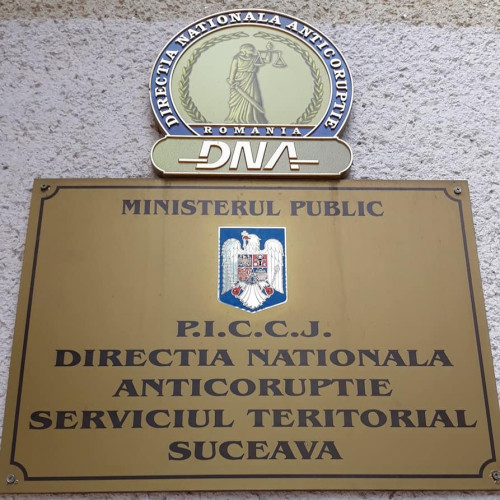 DIRECTIA NATIONALA ANTICORUPTIE
ROMANIA
DNA
MINISTERUL PUBLIC
P.I.C.C.J.
DIRECTIA NATIONALA
ANTICORUPTIE
SERVICIUL TERITORIAL
SUCEAVA